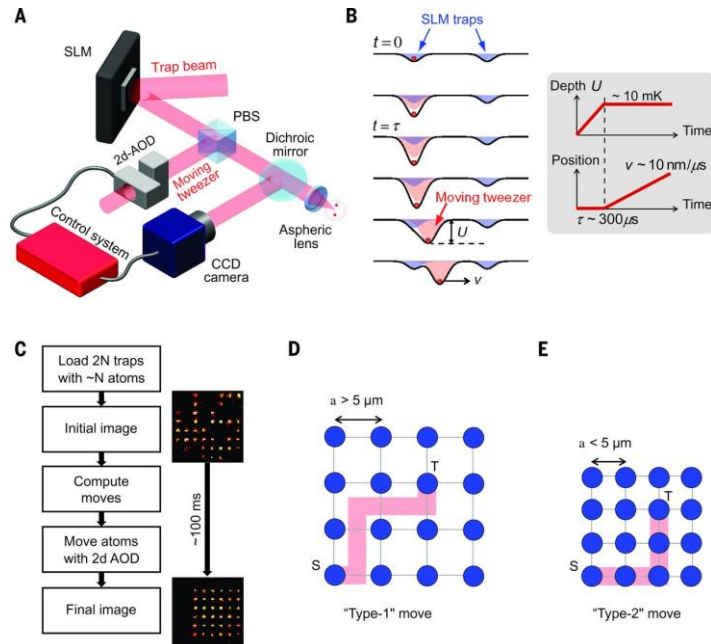 A
SLM
Trap beam
PBS
2d-AOD
Dichroic
mirror
Moving
tweezer
Control system
Aspheric
lens
CCD
camera
B
t = 0
SLM traps
t = τ
Moving tweezer
U
v
Depth U
~ 10 mK
Time
Position
v ~ 10 nm/μs
Time
τ ~ 300μs
C
Load 2N traps
with ~N atoms
Initial image
Compute
moves
Move atoms
with 2d AOD
Final image
~100 ms
D
a > 5 μm
T
S
"Type-1" move
E
a < 5 μm
T
S
"Type-2" move